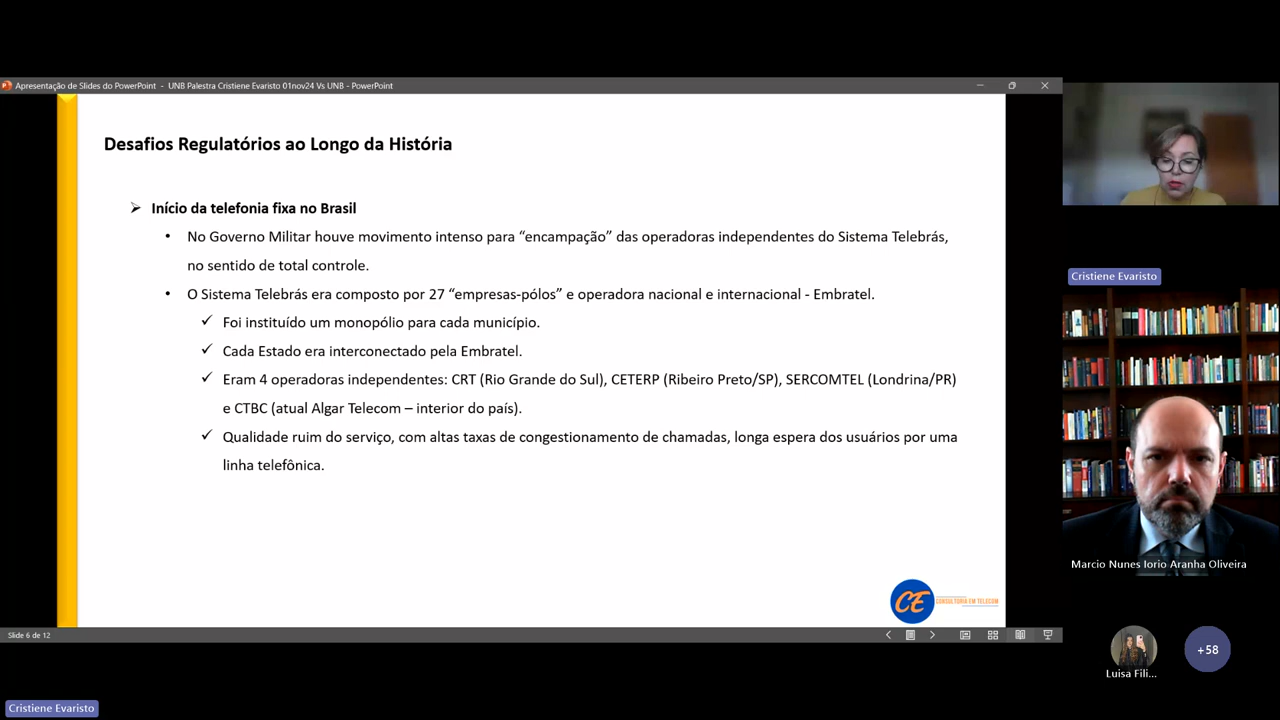 Apresentação de Slides do PowerPoint - UNB Palestra Cristiene Evaristo 01nov24 Vs UNB - PowerPoint
Desafios Regulatórios ao Longo da História
Início da telefonia fixa no Brasil
No Governo Militar houve movimento intenso para “encampação” das operadoras independentes do Sistema Telebrás,
no sentido de total controle.
O Sistema Telebrás era composto por 27 “empresas-pólos” e operadora nacional e internacional - Embratel.
Foi instituído um monopólio para cada município.
Cada Estado era interconectado pela Embratel.
Eram 4 operadoras independentes: CRT (Rio Grande do Sul), CETERP (Ribeiro Preto/SP), SERCOMTEL (Londrina/PR)
e CTBC (atual Algar Telecom – interior do país).
Qualidade ruim do serviço, com altas taxas de congestionamento de chamadas, longa espera dos usuários por uma
linha telefônica.
CE CONSULTORIA EM TELECOM
Slide 6 de 12
Cristiene Evaristo
Marcio Nunes Iorio Aranha Oliveira
Luisa Fili...
+58
Cristiene Evaristo